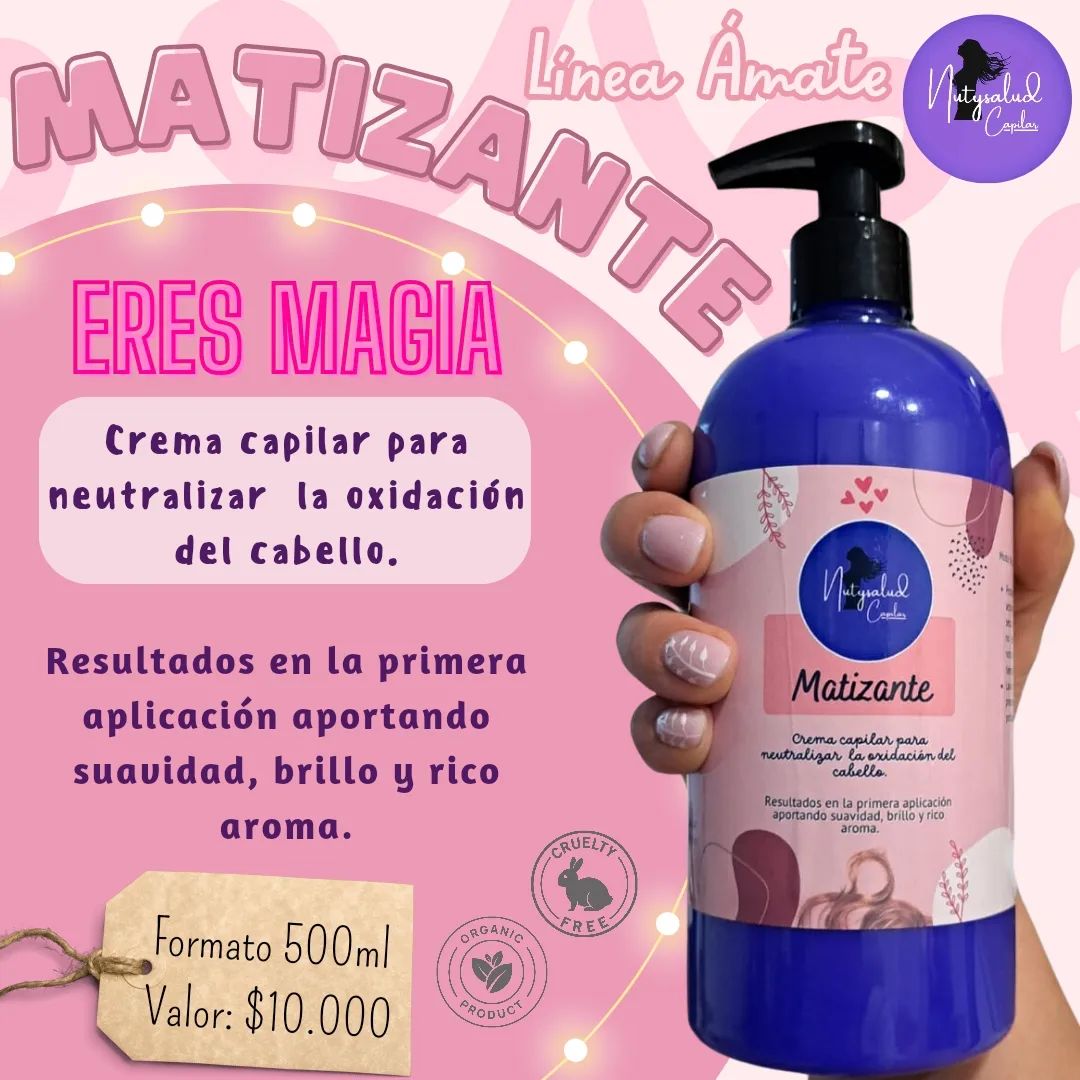 MATIZANTE
Línea Ámate
Nutysalud
Capilar
ERES MAGIA
Crema capilar para
neutralizar la oxidación
del cabello.
Resultados en la primera
aplicación aportando
suavidad, brillo y rico
aroma.
Formato 500ml
Valor: $10.000
CRUELTY
FREE
ORGANIC
PRODUCT
Nutysalud
Capilar
Matizante
Crema capilar para
neutralizar la oxidación del
cabello.
Resultados en la primera aplicación
aportando suavidad, brillo y rico
aroma.